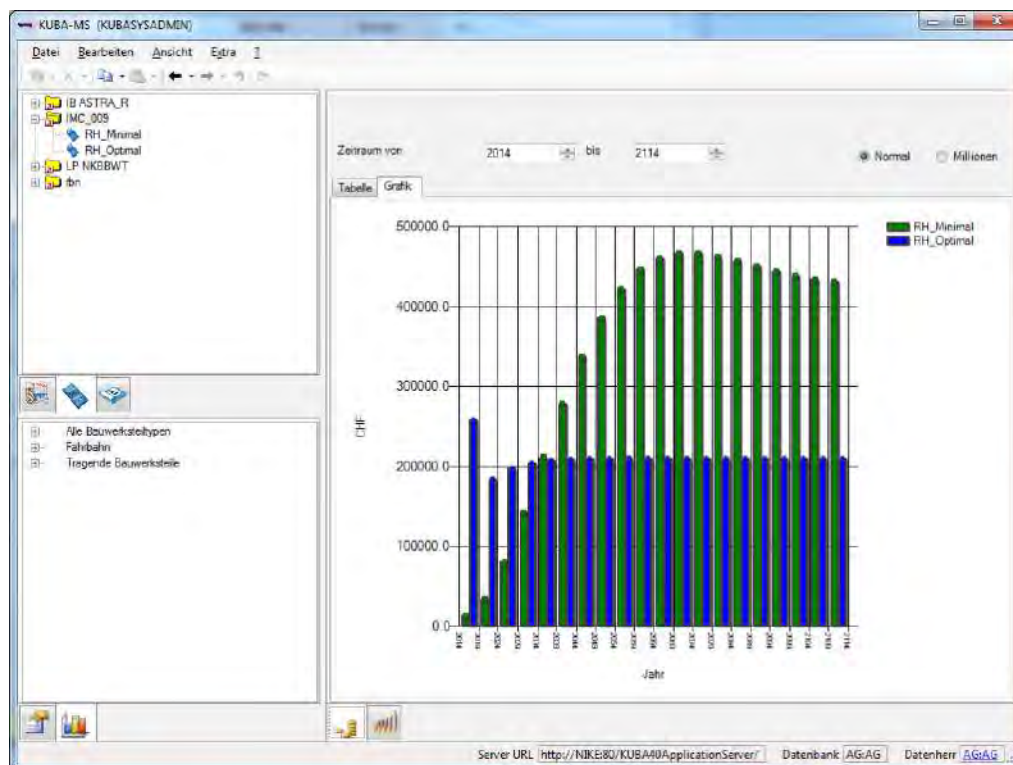 KUBA-MS (KUBASYSADMIN)
Datei Bearbeiten Ansicht Extra ?
IB ASTRA_R
IMC_009
RH_Minimal
RH_Optimal
LP NKBBWT
Zeitraum von 2014 bis 2114 Normal Millionen
Tabelle Grafik
500000.0
400000.0
300000.0
200000.0
100000.0
0.0
CHF
RH_Minimal
RH_Optimal
Jahr
Alle Bauwerksteiltypen
Fahrbahn
Tragende Bauwerksteile
Server URL http://NIKE:80/KUBA40ApplicationServer/ Datenbank AG:AG Datenherr AG:AG